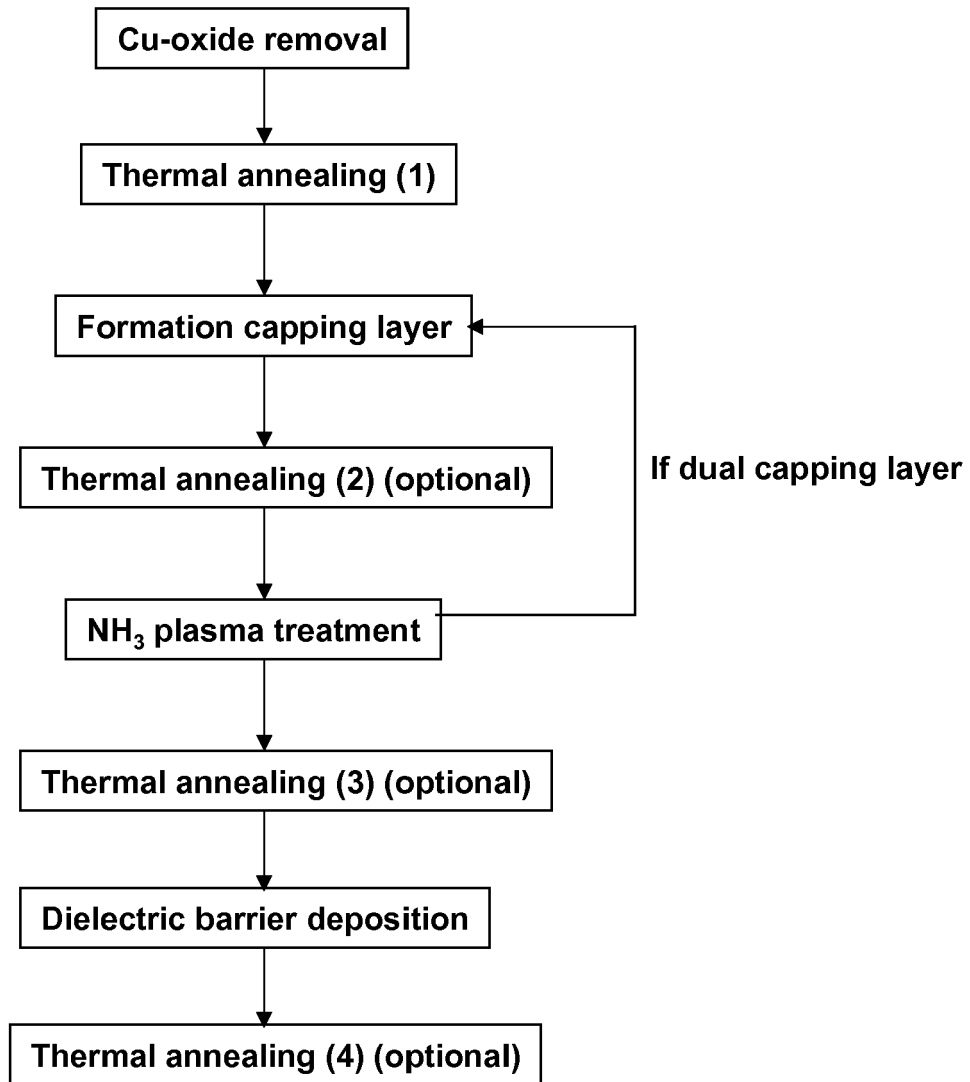 Cu-oxide removal
Thermal annealing (1)
Formation capping layer
Thermal annealing (2) (optional)
If dual capping layer
NH₃ plasma treatment
Thermal annealing (3) (optional)
Dielectric barrier deposition
Thermal annealing (4) (optional)